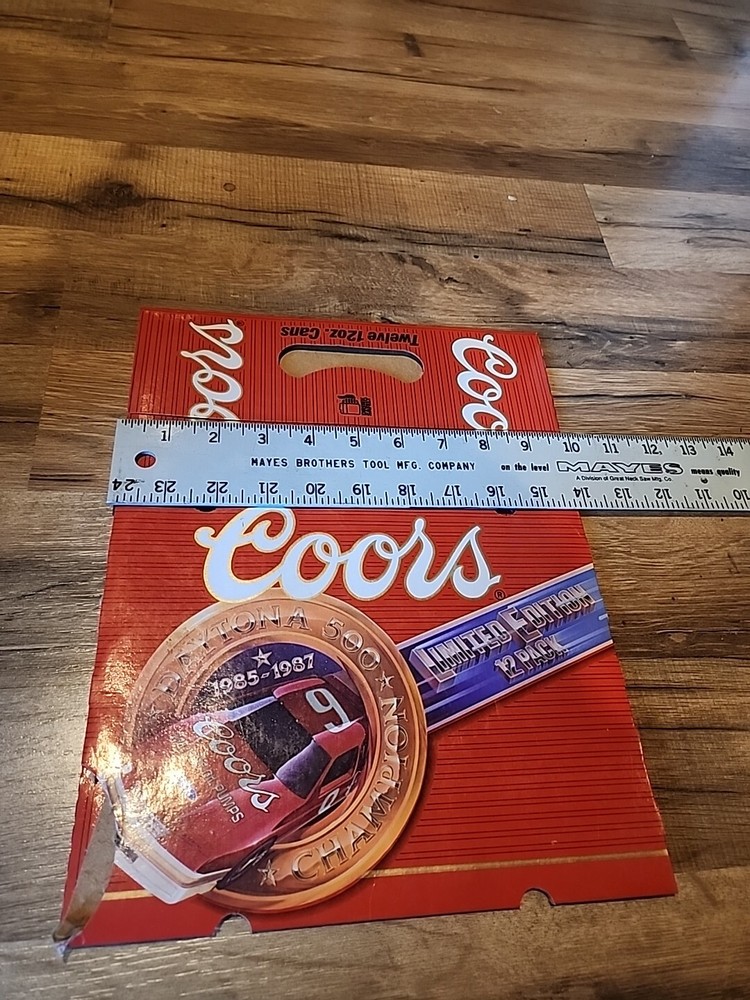 Twelve 12oz. Cans
oors
Coo
1 2 3 4 5 6 7 8 9 10 11 12 13 14
MAYES BROTHERS TOOL MFG. COMPANY on the level MAYES means quality
A Division of Great Neck Saw Mfg. Co.
24 23 22 21 20 19 18 17 16 15 14 13 12 11 10
Coors®
LIMITED EDITION
12 PACK
DAYTONA 500
1985-1987
CHAMPION
9
Coors